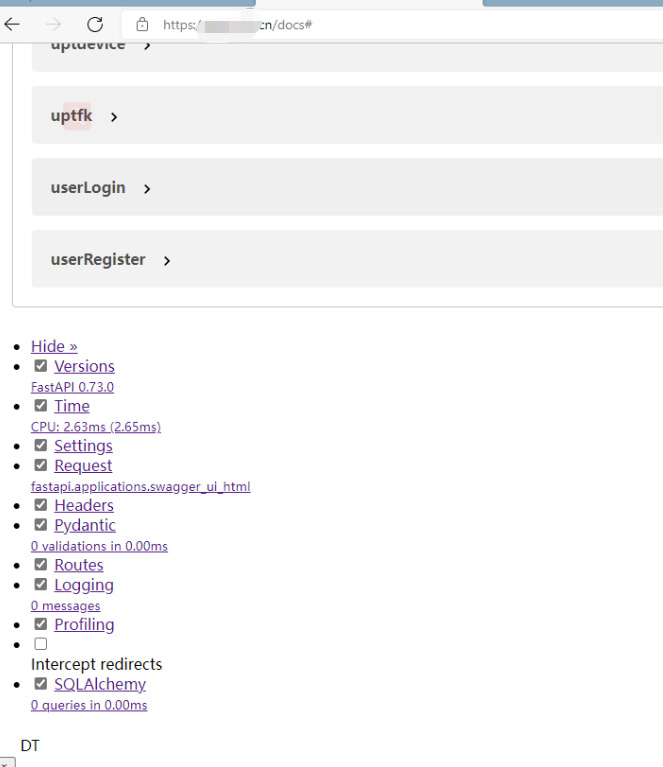 https:/
cn/docs#
uptdevice
uptfk
userLogin
userRegister
Hide »
Versions
FastAPI 0.73.0
Time
CPU: 2.63ms (2.65ms)
Settings
Request
fastapi.applications.swagger_ui_html
Headers
Pydantic
0 validations in 0.00ms
Routes
Logging
0 messages
Profiling
Intercept redirects
SQLAlchemy
0 queries in 0.00ms
DT